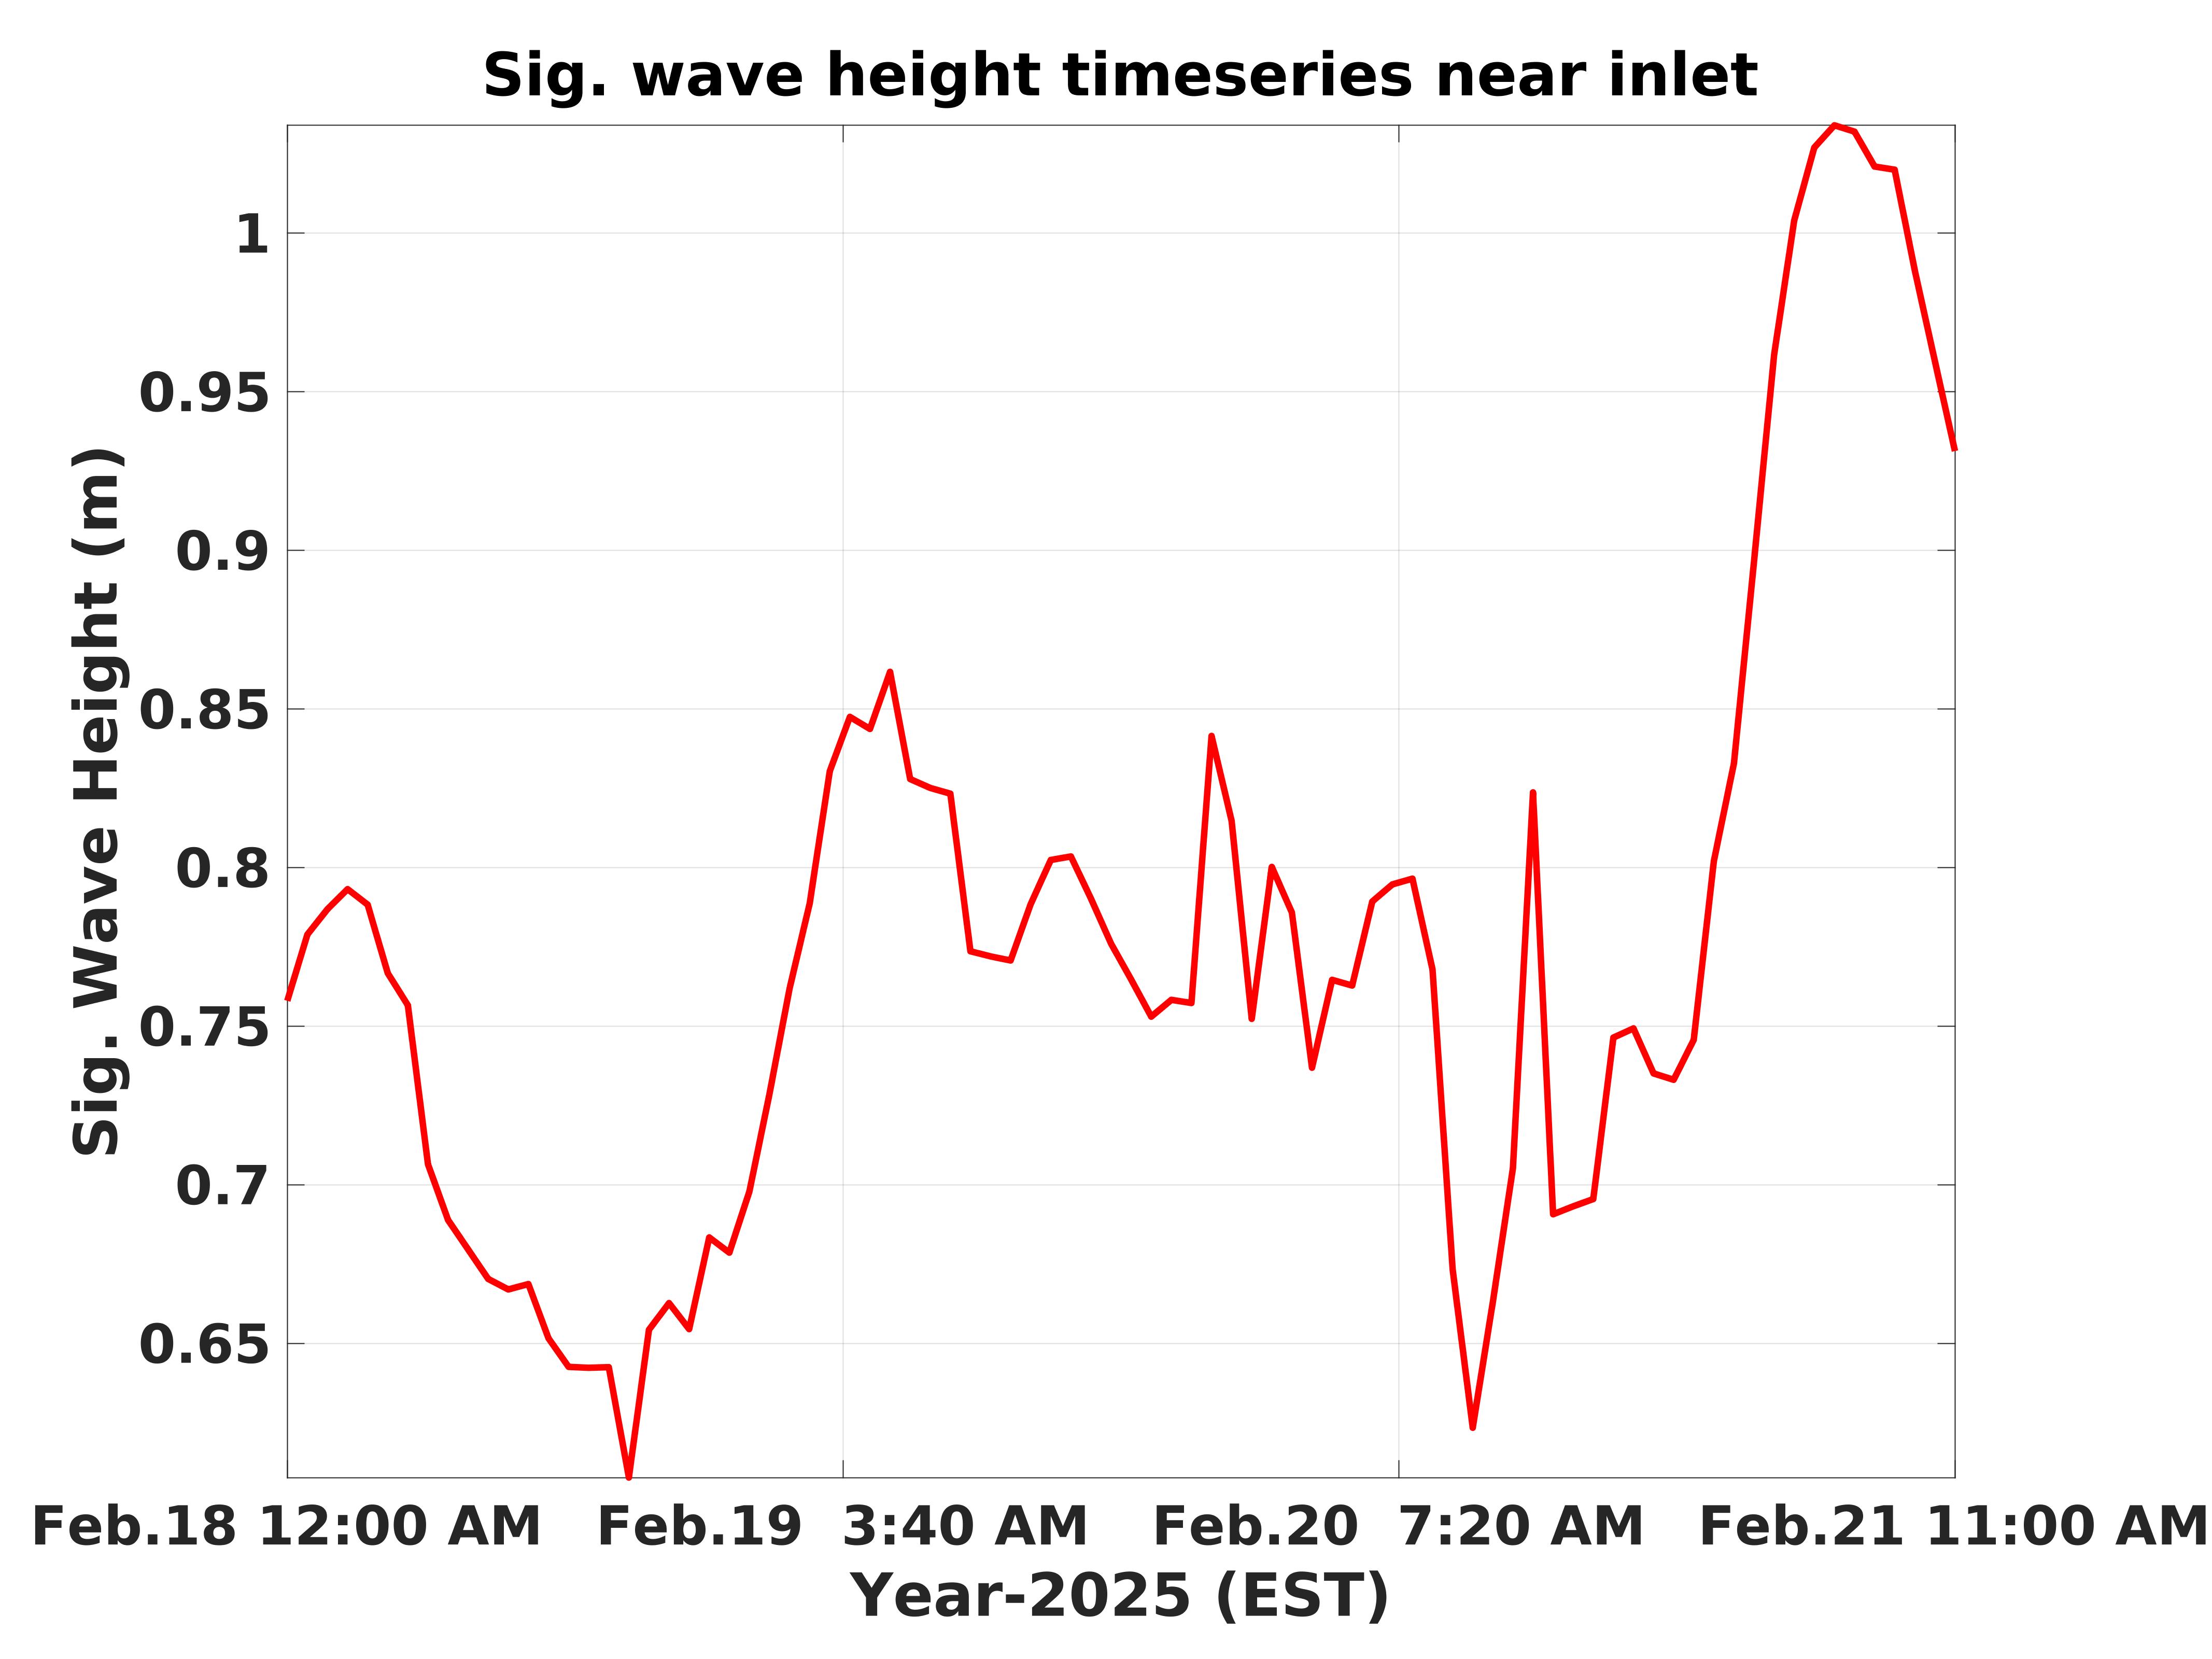 Sig. wave height timeseries near inlet
Sig. Wave Height (m)
1
0.95
0.9
0.85
0.8
0.75
0.7
0.65
Feb.18 12:00 AM Feb.19  3:40 AM Feb.20  7:20 AM Feb.21 11:00 AM
Year-2025 (EST)